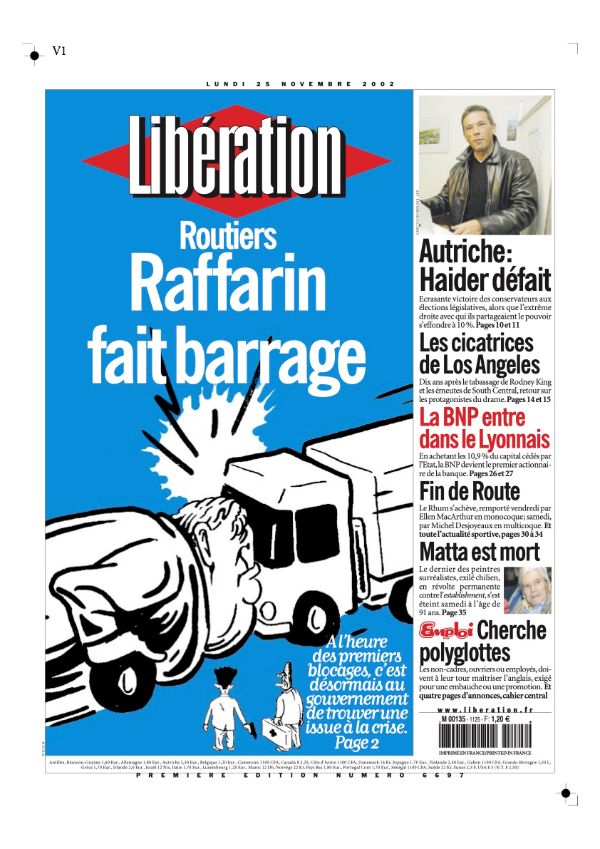 V1
LUNDI 25 NOVEMBRE 2002
Libération
Routiers
Raffarin
fait barrage
A l'heure
des premiers
blocages, c'est
désormais au
gouvernement
de trouver une
issue à la crise.
Page 2
Autriche:
Haider défait
Ecrasante victoire des conservateurs aux
élections législatives, alors que l'extrême
droite avec qui ils partageaient le pouvoir
s'effondre à 10 %. Pages 10 et 11
Les cicatrices
de Los Angeles
Dix ans après le tabassage de Rodney King
et les émeutes de South Central, retour sur
les protagonistes du drame. Pages 14 et 15
La BNP entre
dans le Lyonnais
En achetant les 10,9 % du capital cédés par
l'Etat, la BNP devient le premier actionnai-
re de la banque. Pages 26 et 27
Fin de Route
Le Rhum s'achève, remporté vendredi par
Ellen MacArthur en monocoque; samedi,
par Michel Desjoyeaux en multicoque. Et
toute l'actualité sportive, pages 30 à 34
Matta est mort
Le dernier des peintres
surréalistes, exilé chilien,
en révolte permanente
contre l'establishment, s'est
éteint samedi à l'âge de
91 ans. Page 35
Emploi Cherche
polyglottes
Les non-cadres, ouvriers ou employés, doi-
vent à leur tour maîtriser l'anglais, exigé
pour une embauche ou une promotion. Et
quatre pages d'annonces, cahier central
www.liberation.fr
M 00135 - 1125 - F: 1,20 €
IMPRIMÉ EN FRANCE/PRINTED IN FRANCE
PREMIERE EDITION NUMERO 6697